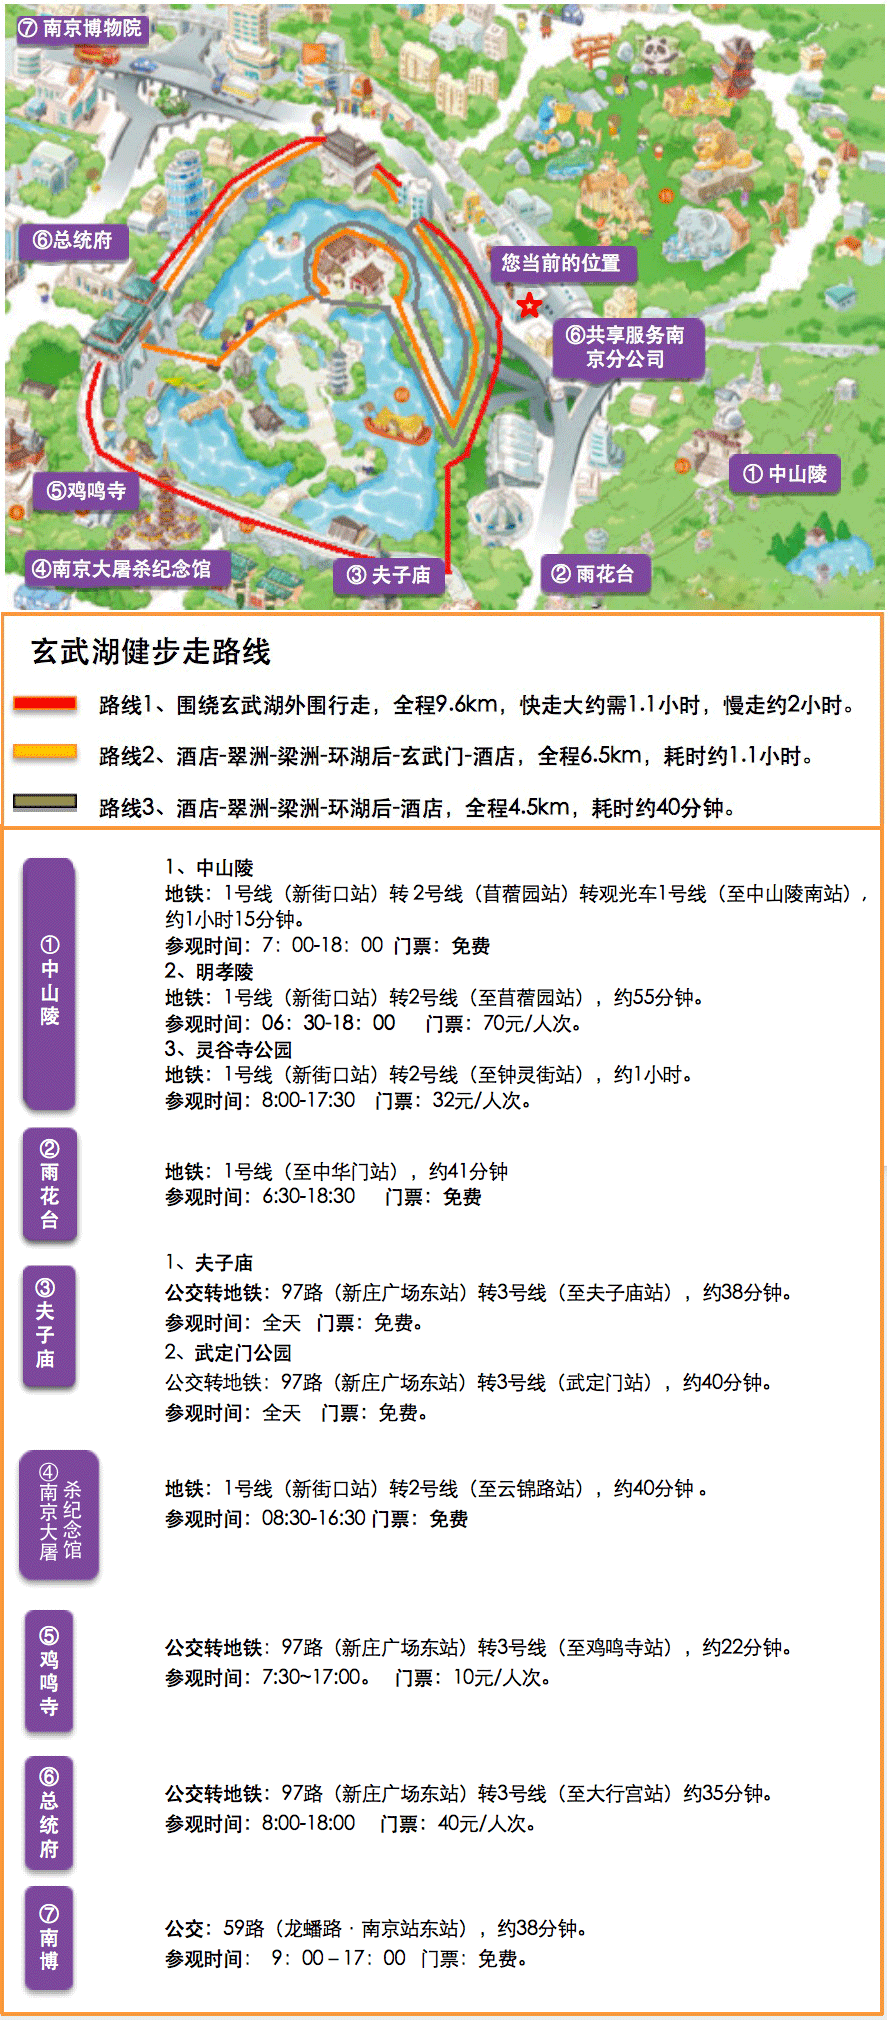 ⑦ 南京博物院
⑥总统府
您当前的位置
⑥共享服务南
京分公司
① 中山陵
⑤鸡鸣寺
④南京大屠杀纪念馆
③ 夫子庙
② 雨花台
玄武湖健步走路线
路线1、围绕玄武湖外围行走，全程9.6km，快走大约需1.1小时，慢走约2小时。
路线2、酒店-翠洲-梁洲-环湖后-玄武门-酒店，全程6.5km，耗时约1.1小时。
路线3、酒店-翠洲-梁洲-环湖后-酒店，全程4.5km，耗时约40分钟。
①中山陵
1、中山陵
地铁：1号线（新街口站）转 2号线（苜蓿园站）转观光车1号线（至中山陵南站），
约1小时15分钟。
参观时间：7：00-18：00 门票：免费
2、明孝陵
地铁：1号线（新街口站）转2号线（至苜蓿园站），约55分钟。
参观时间：06：30-18：00 门票：70元/人次。
3、灵谷寺公园
地铁：1号线（新街口站）转2号线（至钟灵街站），约1小时。
参观时间：8:00-17:30 门票：32元/人次。
②雨花台
地铁：1号线（至中华门站），约41分钟
参观时间：6:30-18:30 门票：免费
③夫子庙
1、夫子庙
公交转地铁：97路（新庄广场东站）转3号线（至夫子庙站），约38分钟。
参观时间：全天 门票：免费。
2、武定门公园
公交转地铁：97路（新庄广场东站）转3号线（武定门站），约40分钟。
参观时间：全天 门票：免费。
④南京大屠
杀纪念馆
地铁：1号线（新街口站）转2号线（至云锦路站），约40分钟 。
参观时间：08:30-16:30 门票：免费
⑤鸡鸣寺
公交转地铁：97路（新庄广场东站）转3号线（至鸡鸣寺站），约22分钟。
参观时间：7:30~17:00。 门票：10元/人次。
⑥总统府
公交转地铁：97路（新庄广场东站）转3号线（至大行宫站）约35分钟。
参观时间：8:00-18:00 门票：40元/人次。
⑦南博
公交：59路（龙蟠路 · 南京站东站），约38分钟。
参观时间： 9：00 – 17：00 门票：免费。